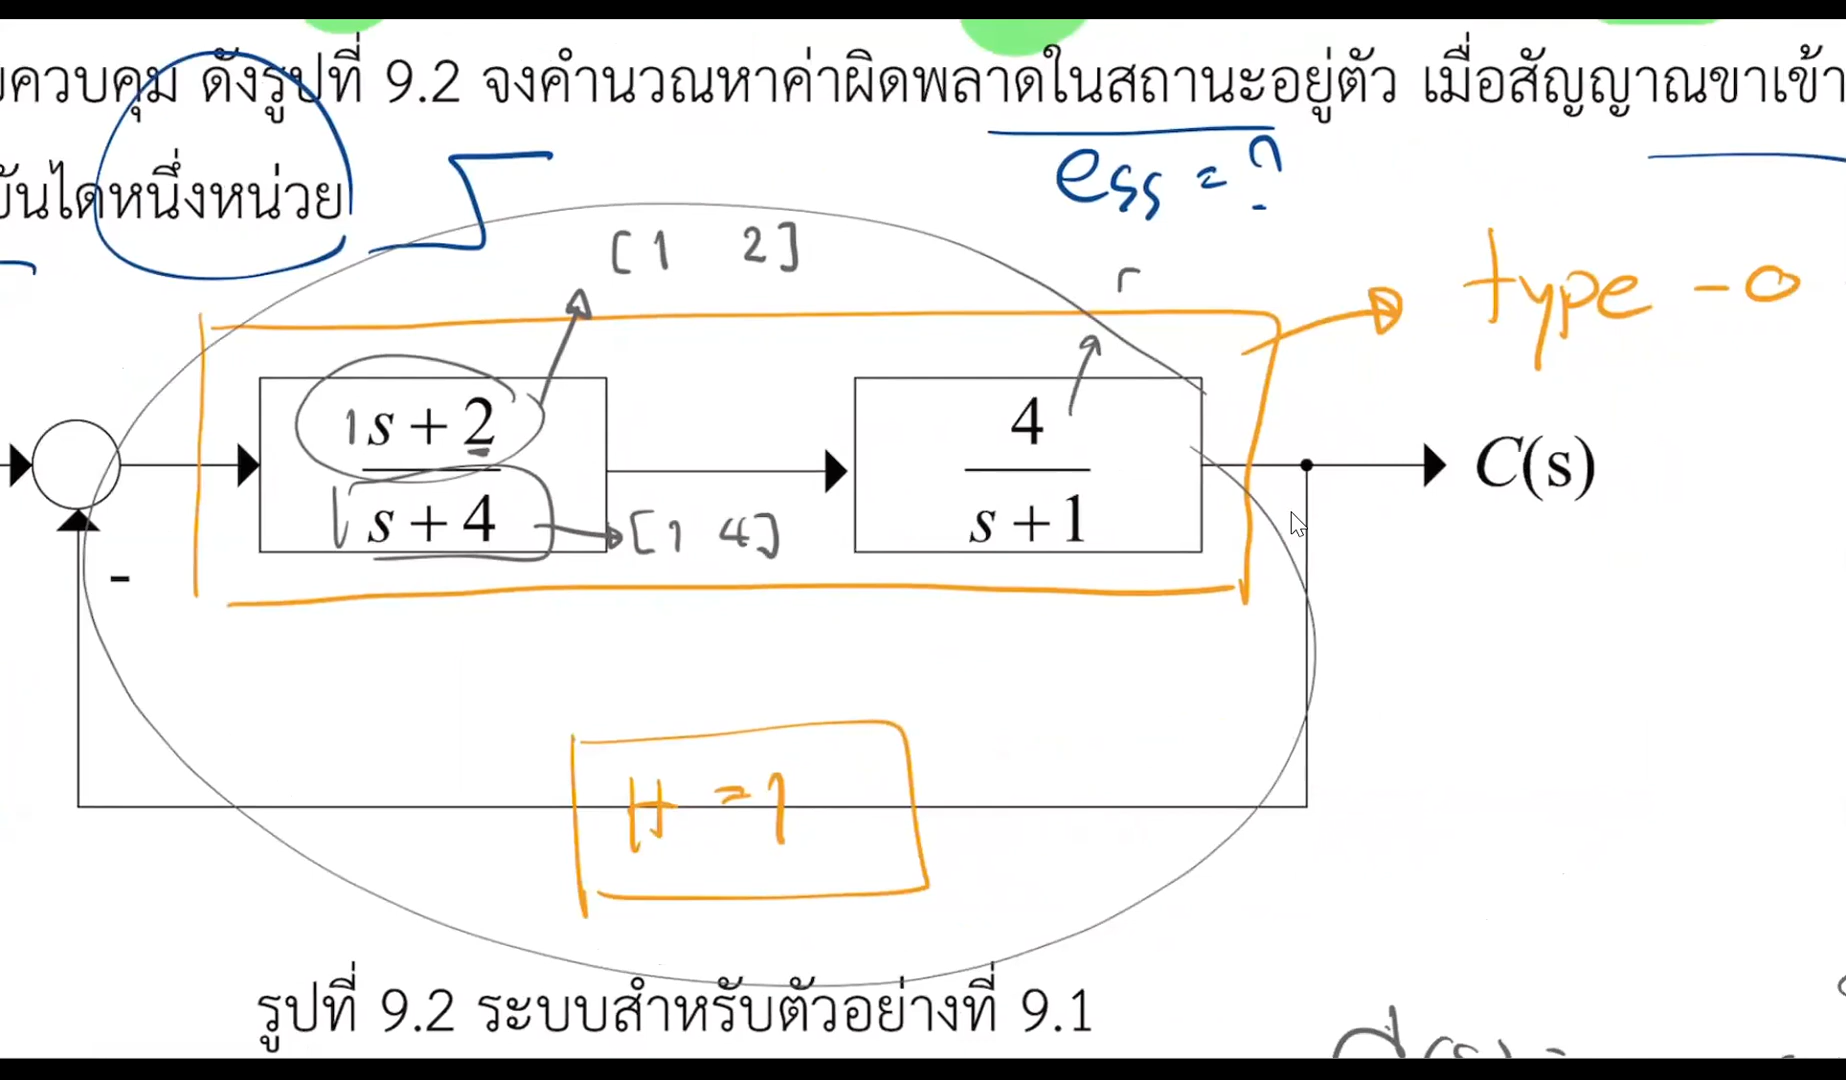 ควบคุม ดังรูปที่ 9.2 จงคำนวณหาค่าผิดพลาดในสถานะอยู่ตัว เมื่อสัญญาณขาเข้า
บันไดหนึ่งหน่วย
ess = ?
[ 1 2 ]
type - 0
1s + 2
s + 4
[ 1 4 ]
4
s + 1
C(s)
-
H = 1
รูปที่ 9.2 ระบบสำหรับตัวอย่างที่ 9.1